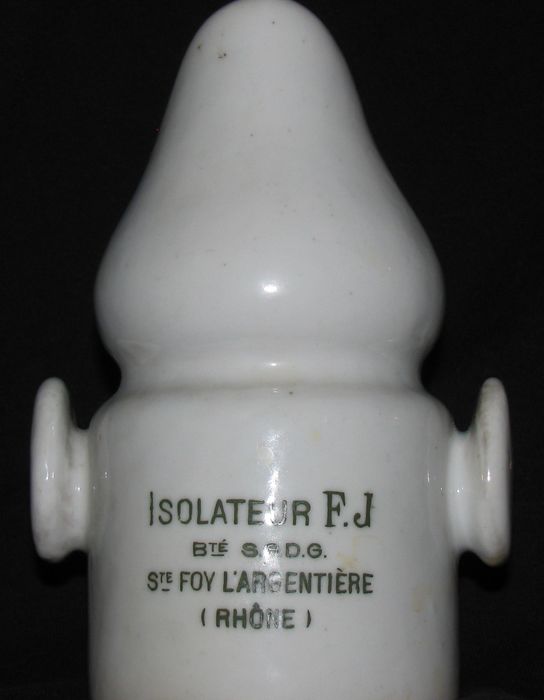 ISOLATEUR F.J
BTÉ S.G.D.G.
STE FOY L'ARGENTIÈRE
( RHÔNE )